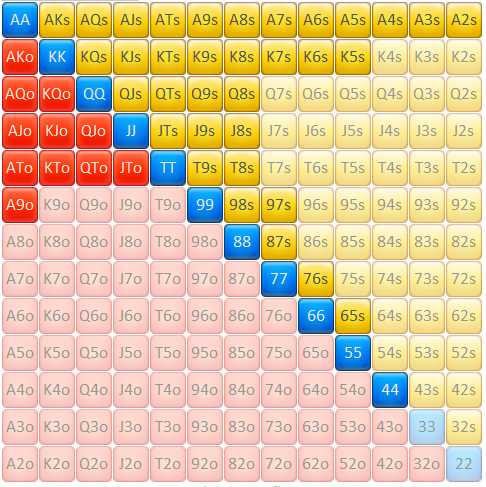 AA AKs AQs AJs ATs A9s A8s A7s A6s A5s A4s A3s A2s
AKo KK KQs KJs KTs K9s K8s K7s K6s K5s K4s K3s K2s
AQo KQo QQ QJs QTs Q9s Q8s Q7s Q6s Q5s Q4s Q3s Q2s
AJo KJo QJo JJ JTs J9s J8s J7s J6s J5s J4s J3s J2s
ATo KTo QTo JTo TT T9s T8s T7s T6s T5s T4s T3s T2s
A9o K9o Q9o J9o T9o 99 98s 97s 96s 95s 94s 93s 92s
A8o K8o Q8o J8o T8o 98o 88 87s 86s 85s 84s 83s 82s
A7o K7o Q7o J7o T7o 97o 87o 77 76s 75s 74s 73s 72s
A6o K6o Q6o J6o T6o 96o 86o 76o 66 65s 64s 63s 62s
A5o K5o Q5o J5o T5o 95o 85o 75o 65o 55 54s 53s 52s
A4o K4o Q4o J4o T4o 94o 84o 74o 64o 54o 44 43s 42s
A3o K3o Q3o J3o T3o 93o 83o 73o 63o 53o 43o 33 32s
A2o K2o Q2o J2o T2o 92o 82o 72o 62o 52o 42o 32o 22